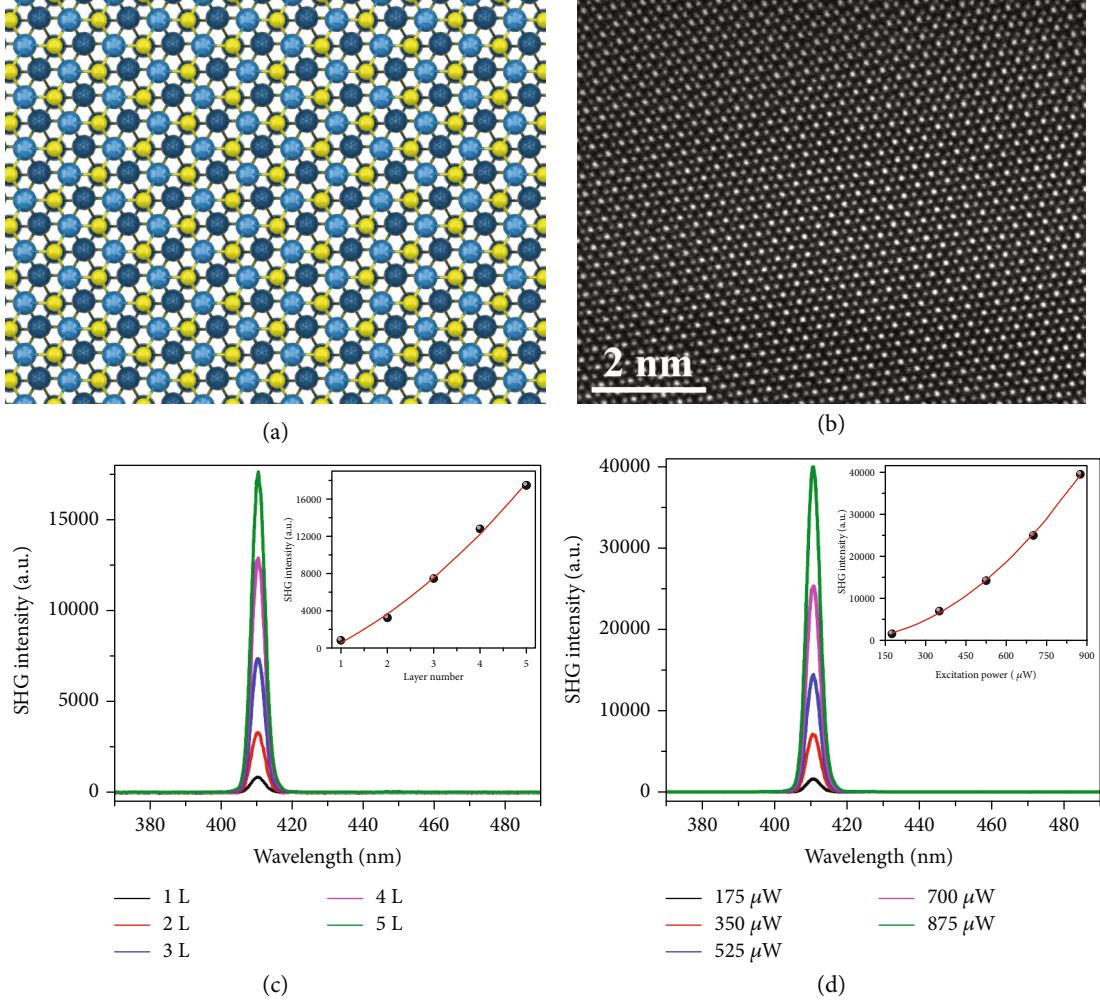 2 nm
(a)
(b)
SHG intensity (a.u.)
15000
10000
5000
0
380
400
420
440
460
480
Wavelength (nm)
SHG intensity (a.u.)
16000
12000
8000
4000
0
1
2
3
4
5
Layer number
1 L
2 L
3 L
4 L
5 L
(c)
SHG intensity (a.u.)
40000
30000
20000
10000
0
380
400
420
440
460
480
Wavelength (nm)
SHG intensity (a.u.)
40000
30000
20000
10000
0
150
300
450
600
750
900
Excitation power ( μW)
175 μW
350 μW
525 μW
700 μW
875 μW
(d)